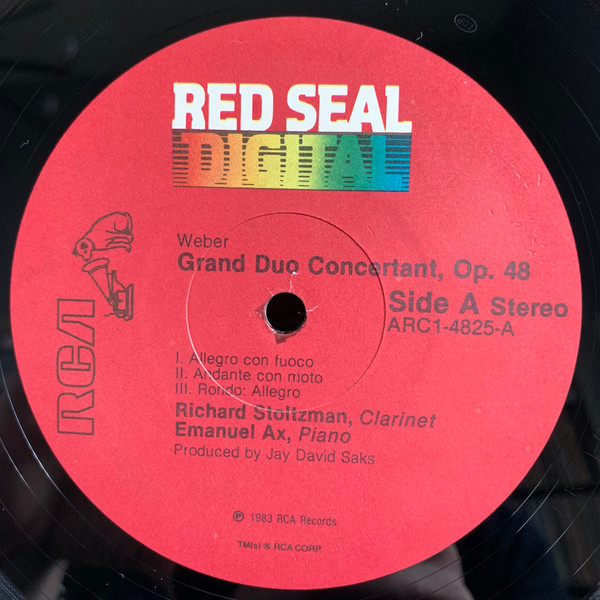 RED SEAL
DIGITAL
Weber
Grand Duo Concertant, Op. 48
Side A Stereo
ARC1-4825-A
I. Allegro con fuoco
II. Andante con moto
III. Rondo: Allegro
Richard Stoltzman, Clarinet
Emanuel Ax, Piano
Produced by Jay David Saks
RCA
℗ 1983 RCA Records
TM(s) ® RCA CORP.